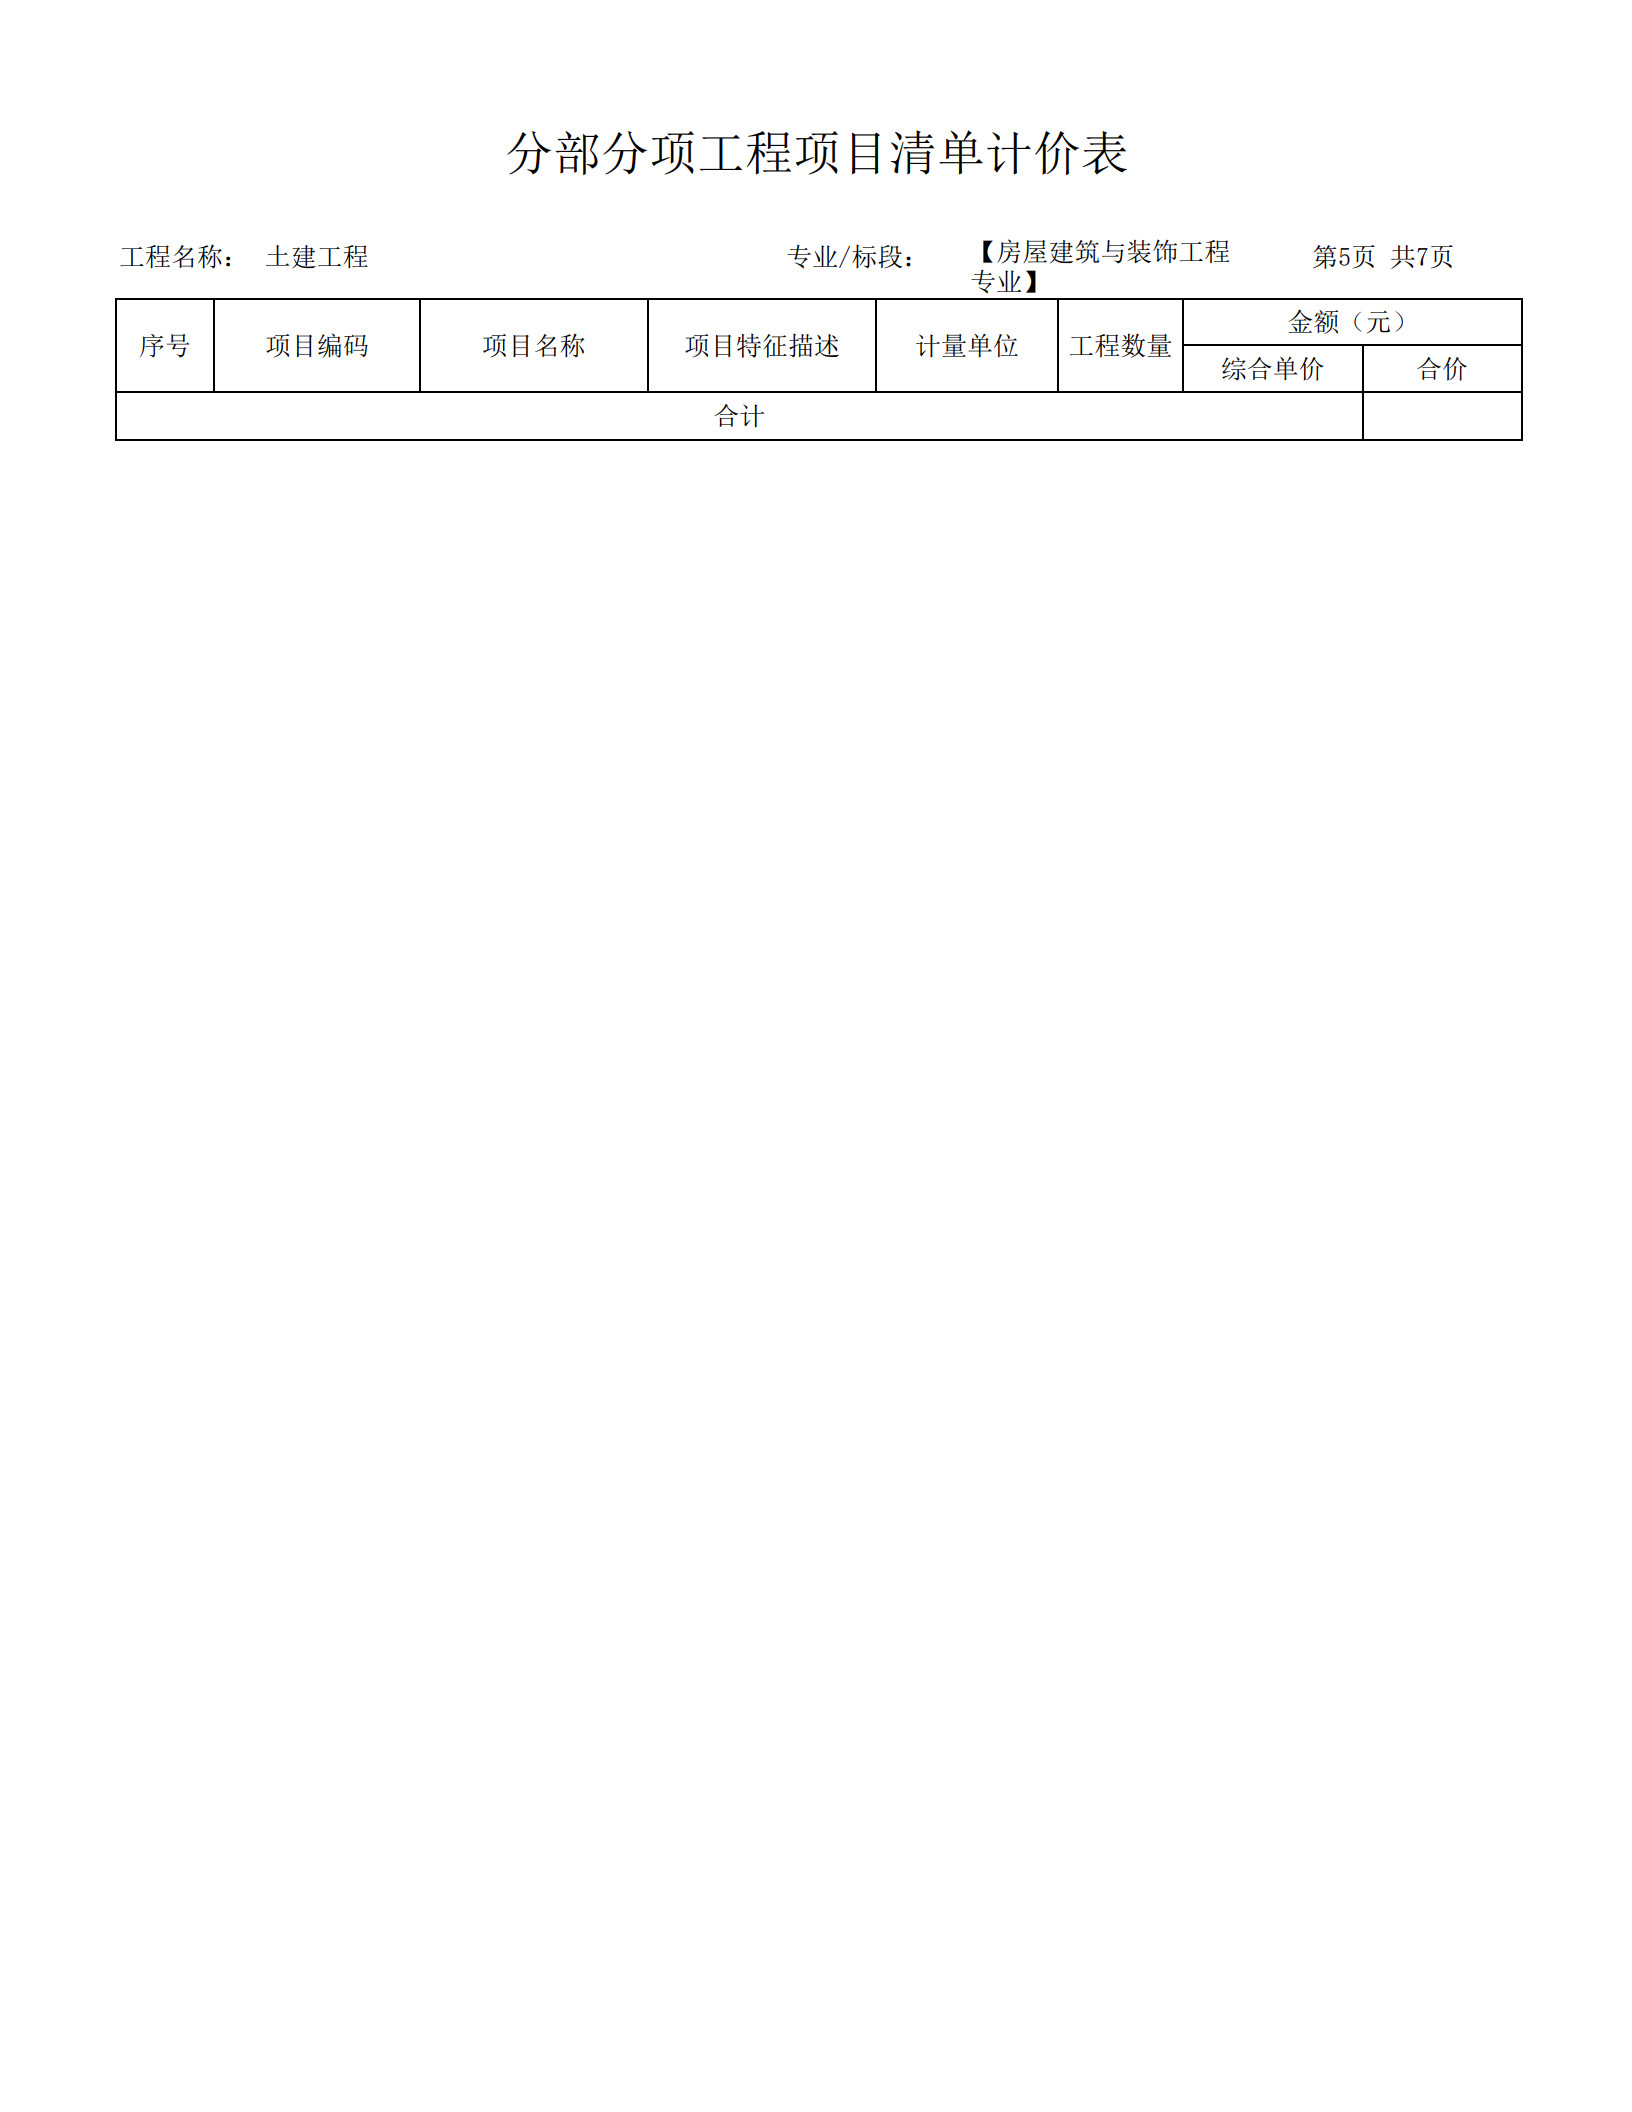 分部分项工程项目清单计价表
工程名称： 土建工程 专业/标段： 【房屋建筑与装饰工程专业】 第5页 共7页
序号 项目编码 项目名称 项目特征描述 计量单位 工程数量 金额（元）
综合单价 合价
合计